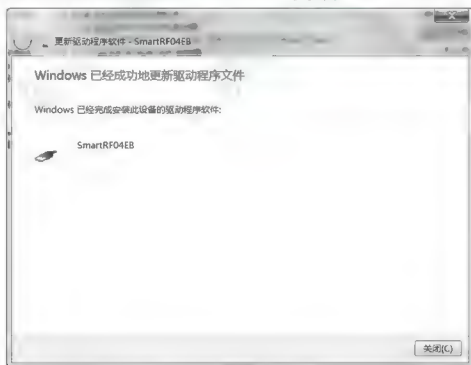 更新驱动程序软件 - SmartRF04EB
Windows 已经成功地更新驱动程序文件
Windows 已经完成安装此设备的驱动程序软件:
SmartRF04EB
关闭(C)